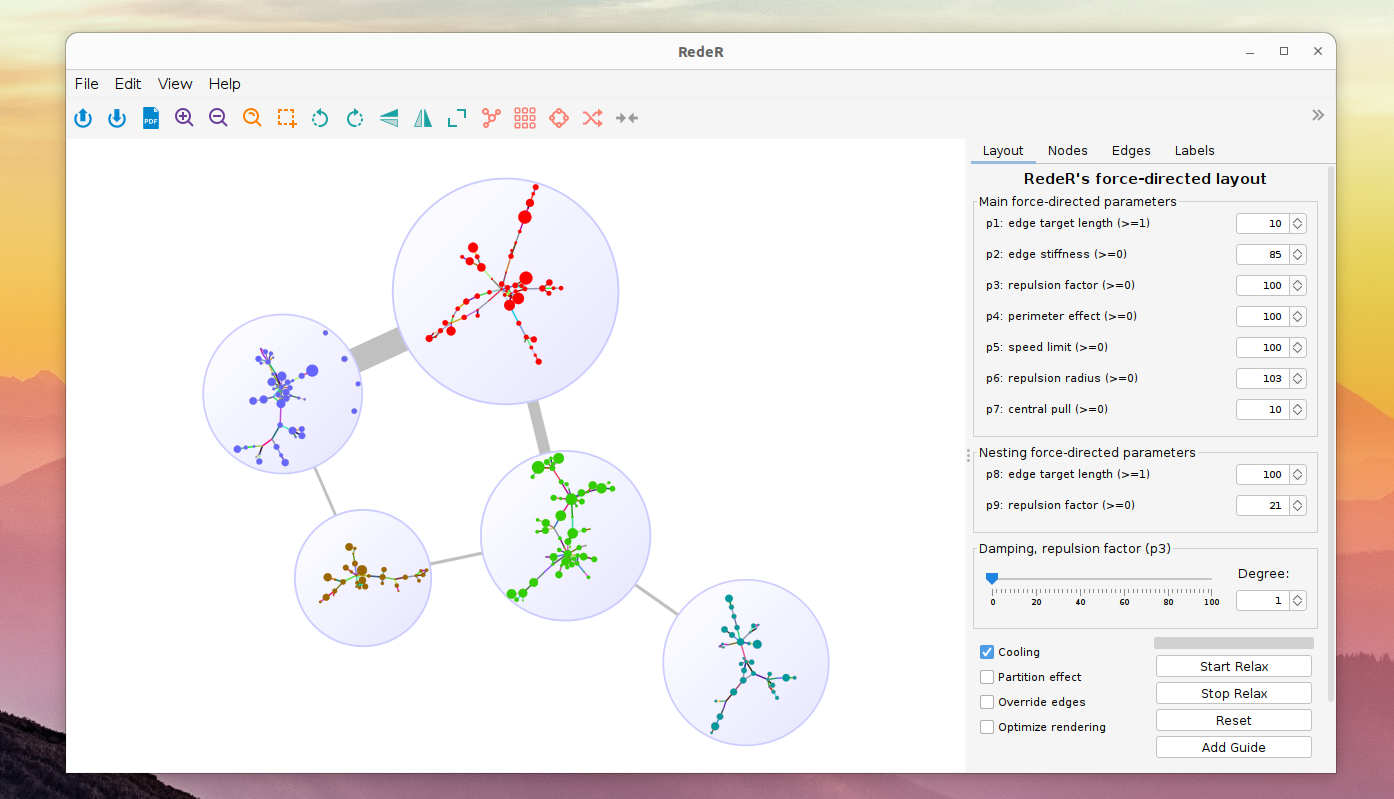 RedeR
File Edit View Help
PDF
Layout Nodes Edges Labels
RedeR's force-directed layout
Main force-directed parameters
p1: edge target length (>=1) 10
p2: edge stiffness (>=0) 85
p3: repulsion factor (>=0) 100
p4: perimeter effect (>=0) 100
p5: speed limit (>=0) 100
p6: repulsion radius (>=0) 103
p7: central pull (>=0) 10
Nesting force-directed parameters
p8: edge target length (>=1) 100
p9: repulsion factor (>=0) 21
Damping, repulsion factor (p3)
Degree:
0 20 40 60 80 100 1
Cooling
Start Relax
Partition effect
Stop Relax
Override edges
Reset
Optimize rendering
Add Guide